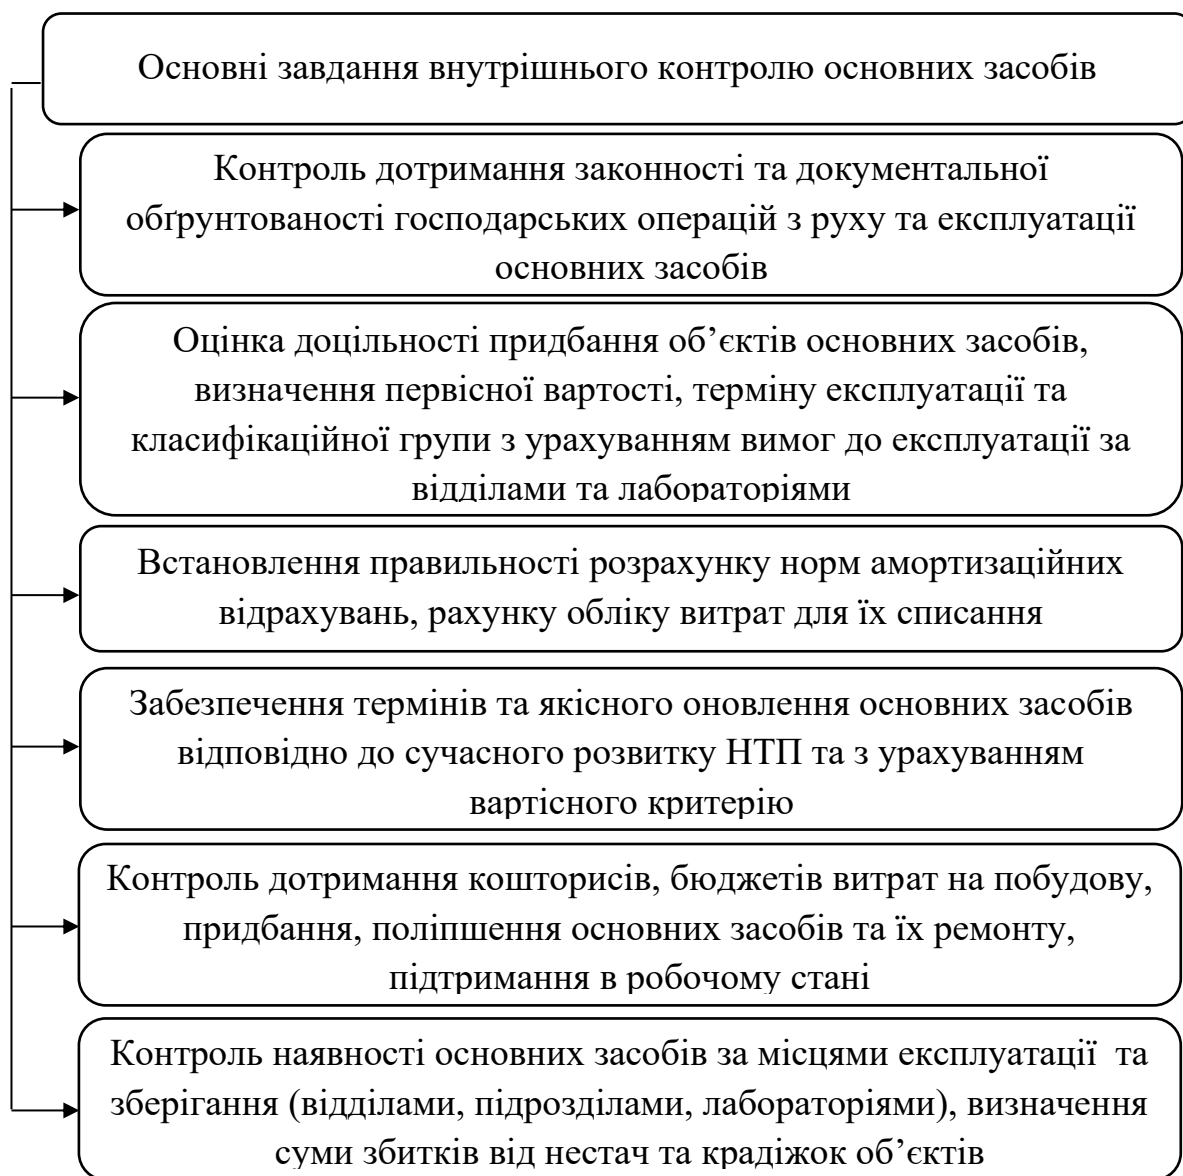 Основні завдання внутрішнього контролю основних засобів
Контроль дотримання законності та документальної
обґрунтованості господарських операцій з руху та експлуатації
основних засобів
Оцінка доцільності придбання об’єктів основних засобів,
визначення первісної вартості, терміну експлуатації та
класифікаційної групи з урахуванням вимог до експлуатації за
відділами та лабораторіями
Встановлення правильності розрахунку норм амортизаційних
відрахувань, рахунку обліку витрат для їх списання
Забезпечення термінів та якісного оновлення основних засобів
відповідно до сучасного розвитку НТП та з урахуванням
вартісного критерію
Контроль дотримання кошторисів, бюджетів витрат на побудову,
придбання, поліпшення основних засобів та їх ремонту,
підтримання в робочому стані
Контроль наявності основних засобів за місцями експлуатації та
зберігання (відділами, підрозділами, лабораторіями), визначення
суми збитків від нестач та крадіжок об’єктів